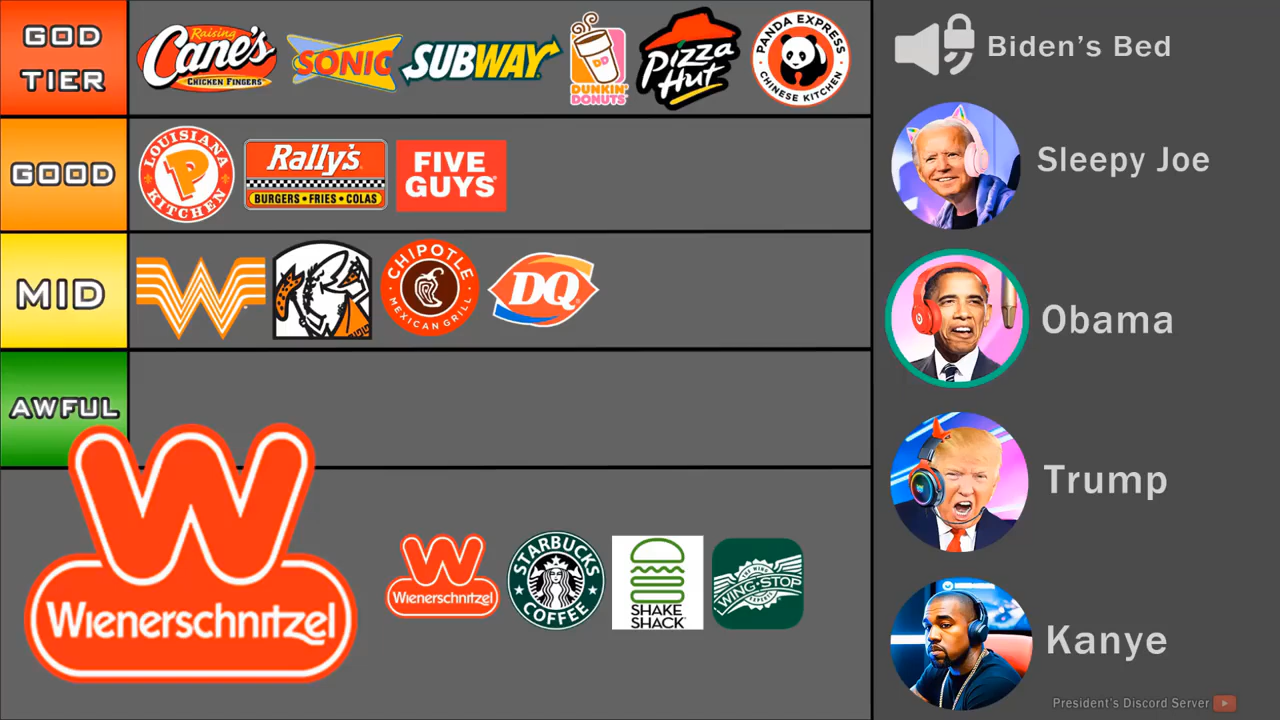 GOD
TIER
Raising
Cane's
CHICKEN FINGERS
SONIC
SUBWAY
DD
DUNKIN'
DONUTS
Pizza
Hut
PANDA EXPRESS
CHINESE KITCHEN
GOOD
LOUISIANA
P
KITCHEN
Rally's
BURGERS • FRIES • COLAS
FIVE
GUYS
MID
W
CHIPOTLE
MEXICAN GRILL
DQ
AWFUL
W
Wienerschnitzel
W
Wienerschnitzel
STARBUCKS
COFFEE
SHAKE
SHACK
WING·STOP
Biden's Bed
Sleepy Joe
Obama
Trump
Kanye
President's Discord Server